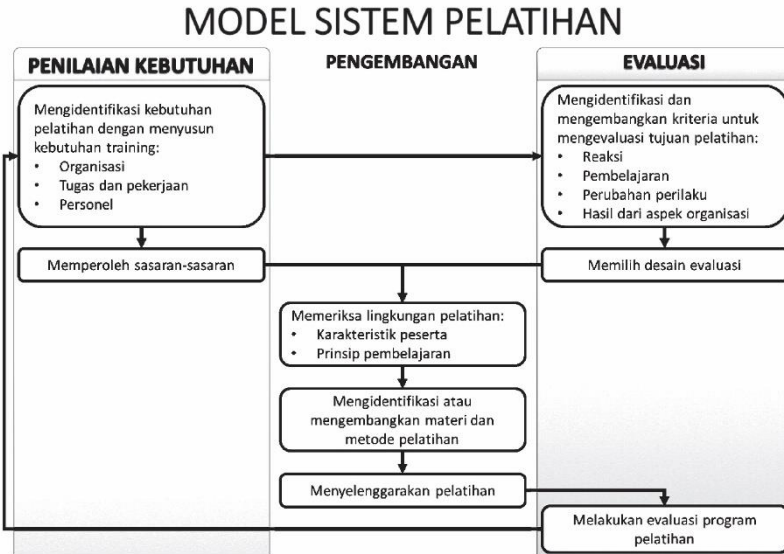 MODEL SISTEM PELATIHAN
PENILAIAN KEBUTUHAN
Mengidentifikasi kebutuhan
pelatihan dengan menyusun
kebutuhan training:
• Organisasi
• Tugas dan pekerjaan
• Personel
Memperoleh sasaran-sasaran
PENGEMBANGAN
Memeriksa lingkungan pelatihan:
• Karakteristik peserta
• Prinsip pembelajaran
Mengidentifikasi atau
mengembangkan materi dan
metode pelatihan
Menyelenggarakan pelatihan
EVALUASI
Mengidentifikasi dan
mengembangkan kriteria untuk
mengevaluasi tujuan pelatihan:
• Reaksi
• Pembelajaran
• Perubahan perilaku
• Hasil dari aspek organisasi
Memilih desain evaluasi
Melakukan evaluasi program
pelatihan